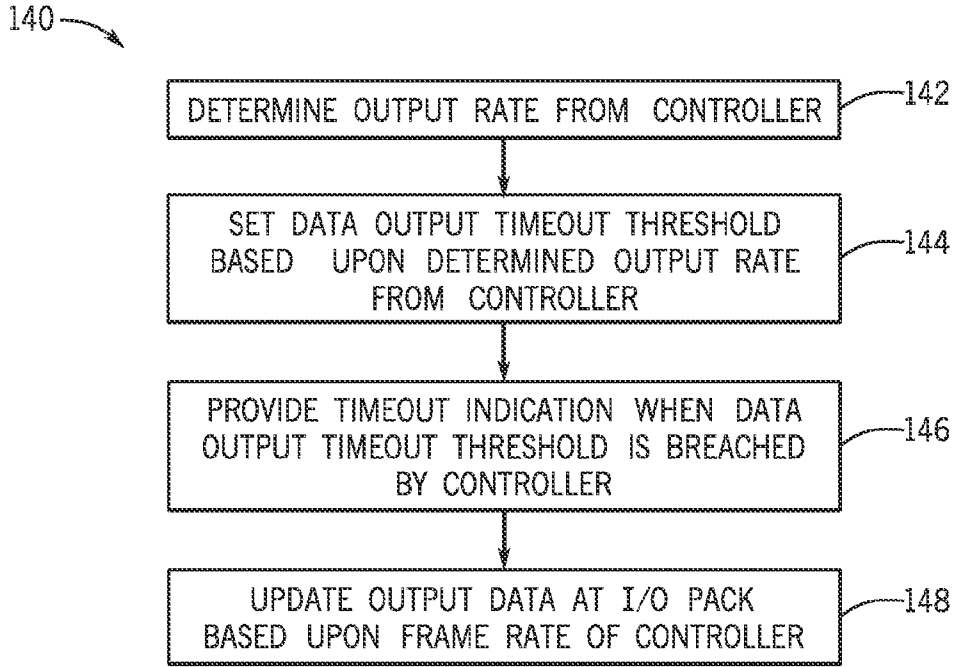 140
DETERMINE OUTPUT RATE FROM CONTROLLER
142
SET DATA OUTPUT TIMEOUT THRESHOLD
BASED UPON DETERMINED OUTPUT RATE
FROM CONTROLLER
144
PROVIDE TIMEOUT INDICATION WHEN DATA
OUTPUT TIMEOUT THRESHOLD IS BREACHED
BY CONTROLLER
146
UPDATE OUTPUT DATA AT I/O PACK
BASED UPON FRAME RATE OF CONTROLLER
148